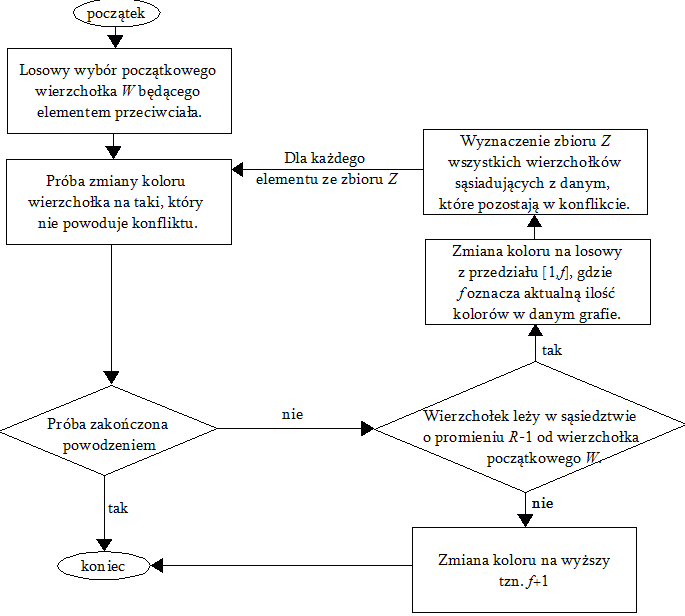 początek
Losowy wybór początkowego
wierzchołka W będącego
elementem przeciwciała.
Próba zmiany koloru
wierzchołka na taki, który
nie powoduje konfliktu.
Dla każdego
elementu ze zbioru Z
Wyznaczenie zbioru Z
wszystkich wierzchołków
sąsiadujących z danym,
które pozostają w konflikcie.
Zmiana koloru na losowy
z przedziału [1,f], gdzie
f oznacza aktualną ilość
kolorów w danym grafie.
tak
Próba zakończona
powodzeniem
nie
Wierzchołek leży w sąsiedztwie
o promieniu R-1 od wierzchołka
początkowego W.
tak
nie
koniec
Zmiana koloru na wyższy
tzn. f+1